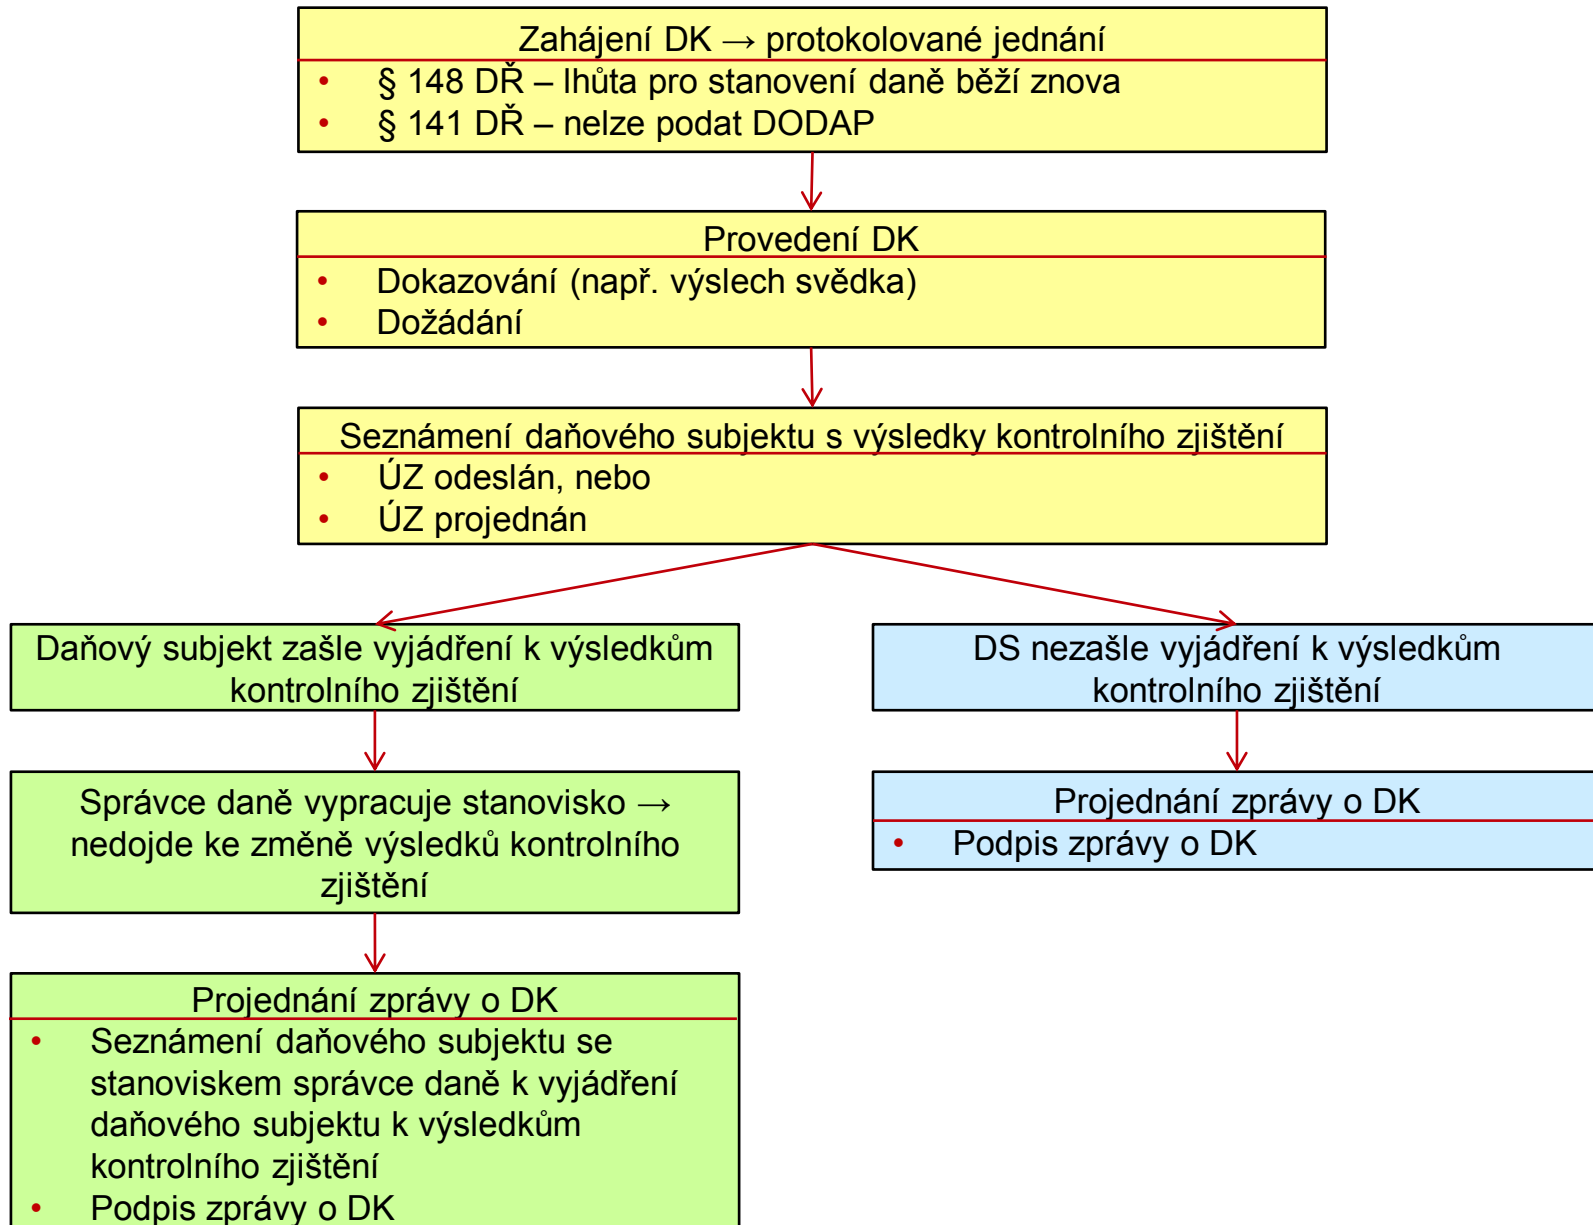 Zahájení DK → protokolované jednání
• § 148 DŘ – lhůta pro stanovení daně běží znova
• § 141 DŘ – nelze podat DODAP
Provedení DK
• Dokazování (např. výslech svědka)
• Dožádání
Seznámení daňového subjektu s výsledky kontrolního zjištění
• ÚZ odeslán, nebo
• ÚZ projednán
Daňový subjekt zašle vyjádření k výsledkům
kontrolního zjištění
Správce daně vypracuje stanovisko →
nedojde ke změně výsledků kontrolního
zjištění
Projednání zprávy o DK
• Seznámení daňového subjektu se
stanoviskem správce daně k vyjádření
daňového subjektu k výsledkům
kontrolního zjištění
• Podpis zprávy o DK
DS nezašle vyjádření k výsledkům
kontrolního zjištění
Projednání zprávy o DK
• Podpis zprávy o DK